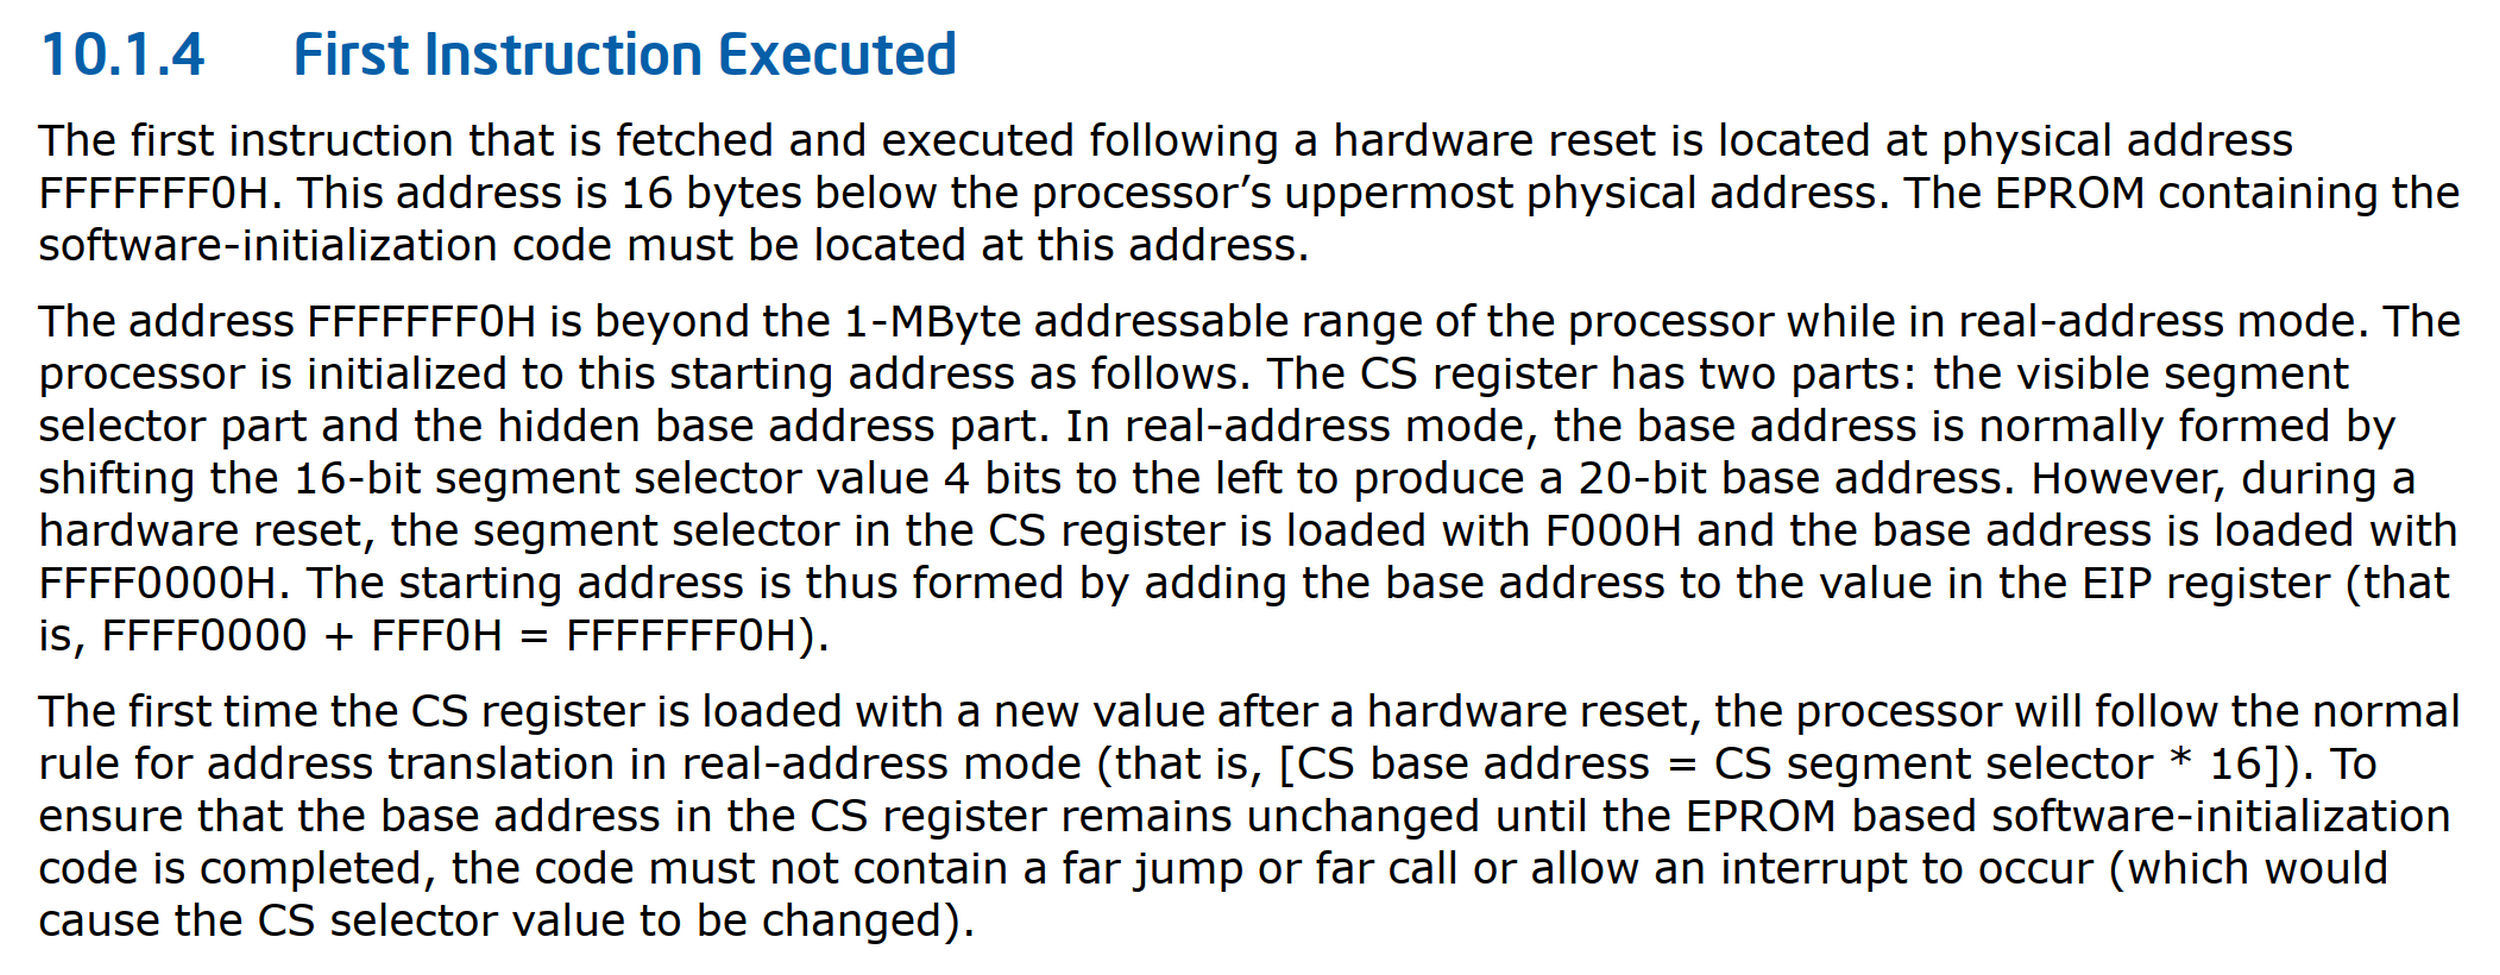 10.1.4 First Instruction Executed
The first instruction that is fetched and executed following a hardware reset is located at physical address
FFFFFFF0H. This address is 16 bytes below the processor’s uppermost physical address. The EPROM containing the
software-initialization code must be located at this address.
The address FFFFFFF0H is beyond the 1-MByte addressable range of the processor while in real-address mode. The
processor is initialized to this starting address as follows. The CS register has two parts: the visible segment
selector part and the hidden base address part. In real-address mode, the base address is normally formed by
shifting the 16-bit segment selector value 4 bits to the left to produce a 20-bit base address. However, during a
hardware reset, the segment selector in the CS register is loaded with F000H and the base address is loaded with
FFFF0000H. The starting address is thus formed by adding the base address to the value in the EIP register (that
is, FFFF0000 + FFF0H = FFFFFFF0H).
The first time the CS register is loaded with a new value after a hardware reset, the processor will follow the normal
rule for address translation in real-address mode (that is, [CS base address = CS segment selector * 16]). To
ensure that the base address in the CS register remains unchanged until the EPROM based software-initialization
code is completed, the code must not contain a far jump or far call or allow an interrupt to occur (which would
cause the CS selector value to be changed).